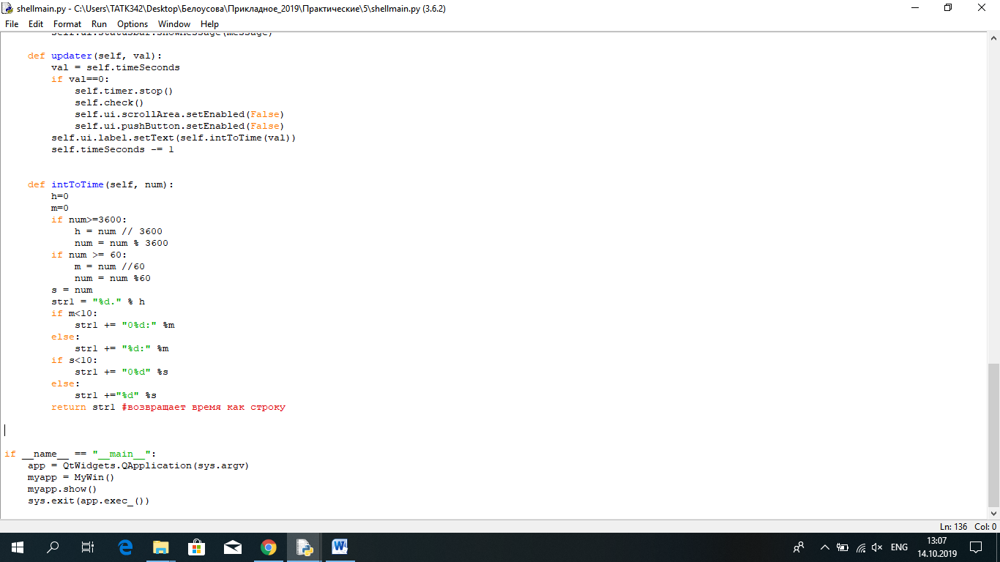 shellmain.py - C:\Users\TATK342\Desktop\Белоусова\Прикладное_2019\Практические\5\shellmain.py (3.6.2)
File Edit Format Run Options Window Help
self.ui.statusbar.showMessage(message)
def updater(self, val):
val = self.timeSeconds
if val==0:
self.timer.stop()
self.check()
self.ui.scrollArea.setEnabled(False)
self.ui.pushButton.setEnabled(False)
self.ui.label.setText(self.intToTime(val))
self.timeSeconds -= 1
def intToTime(self, num):
h=0
m=0
if num>=3600:
h = num // 3600
num = num % 3600
if num >= 60:
m = num //60
num = num %60
s = num
str1 = "%d." % h
if m<10:
str1 += "0%d:" %m
else:
str1 += "%d:" %m
if s<10:
str1 += "0%d" %s
else:
str1 +="%d" %s
return str1 #возвращает время как строку
if __name__ == "__main__":
app = QtWidgets.QApplication(sys.argv)
myapp = MyWin()
myapp.show()
sys.exit(app.exec_())
Ln: 136 Col: 0
ENG
13:07
14.10.2019